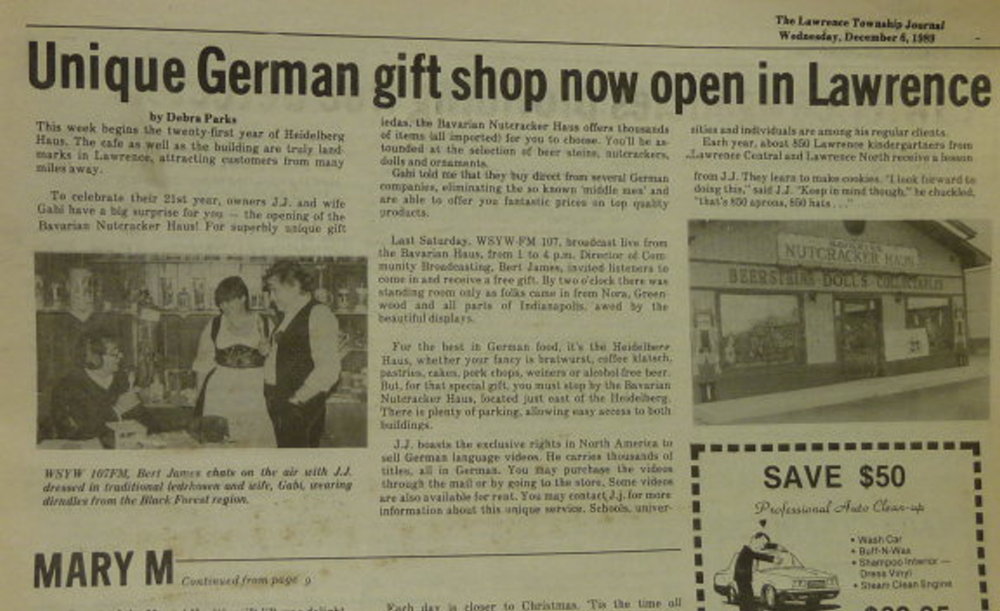 The Lawrence Township Journal
Wednesday, December 6, 1989
Unique German gift shop now open in Lawrence
by Debra Parks
This week begins the twenty-first year of Heidelberg
Haus. The cafe as well as the building are truly land-
marks in Lawrence, attracting customers from many
miles away.
To celebrate their 21st year, owners J.J. and wife
Gabi have a big surprise for you — the opening of the
Bavarian Nutcracker Haus! For superbly unique gift
WSYW 107FM, Bert James chats on the air with J.J.
dressed in traditional lederhosen and wife, Gabi, wearing
dirndles from the Black Forest region.
iedas, the Bavarian Nutcracker Haus offers thousands
of items (all imported) for you to choose. You'll be as-
tounded at the selection of beer steins, nutcrackers,
dolls and ornaments.
Gabi told me that they buy direct from several German
companies, eliminating the so known 'middle men' and
are able to offer you fantastic prices on top quality
products.
Last Saturday, WSYW-FM 107, broadcast live from
the Bavarian Haus, from 1 to 4 p.m. Director of Com-
munity Broadcasting, Bert James, invited listeners to
come in and receive a free gift. By two o'clock there was
standing room only as folks came in from Nora, Green-
wood and all parts of Indianapolis, awed by the
beautiful displays.
For the best in German food, it's the Heidelberg
Haus, whether your fancy is bratwurst, coffee klatsch,
pastries, cakes, pork chops, weiners or alcohol-free beer.
But, for that special gift, you must stop by the Bavarian
Nutcracker Haus, located just east of the Heidelberg.
There is plenty of parking, allowing easy access to both
buildings.
J.J. boasts the exclusive rights in North America to
sell German language videos. He carries thousands of
titles, all in German. You may purchase the videos
through the mail or by going to the store. Some videos
are also available for rent. You may contact J.j. for more
information about this unique service. Schools, univer-
sities and individuals are among his regular clients.
Each year, about 850 Lawrence kindergartners from
Lawrence Central and Lawrence North receive a lesson
from J.J. They learn to make cookies. "I look forward to
doing this," said J.J. "Keep in mind though," he chuckled,
"that's 850 aprons, 850 hats . . ."
BAVARIAN
NUTCRACKER HAUS
BEERSTEINS·DOLLS·COLLECTABLES
SAVE $50
Professional Auto Clean-up
• Wash Car
• Buff-N-Wax
• Shampoo Interior —
Dress Vinyl
• Steam Clean Engine
MARY M
Continued from page 9
Each day is closer to Christmas. 'Tis the time all